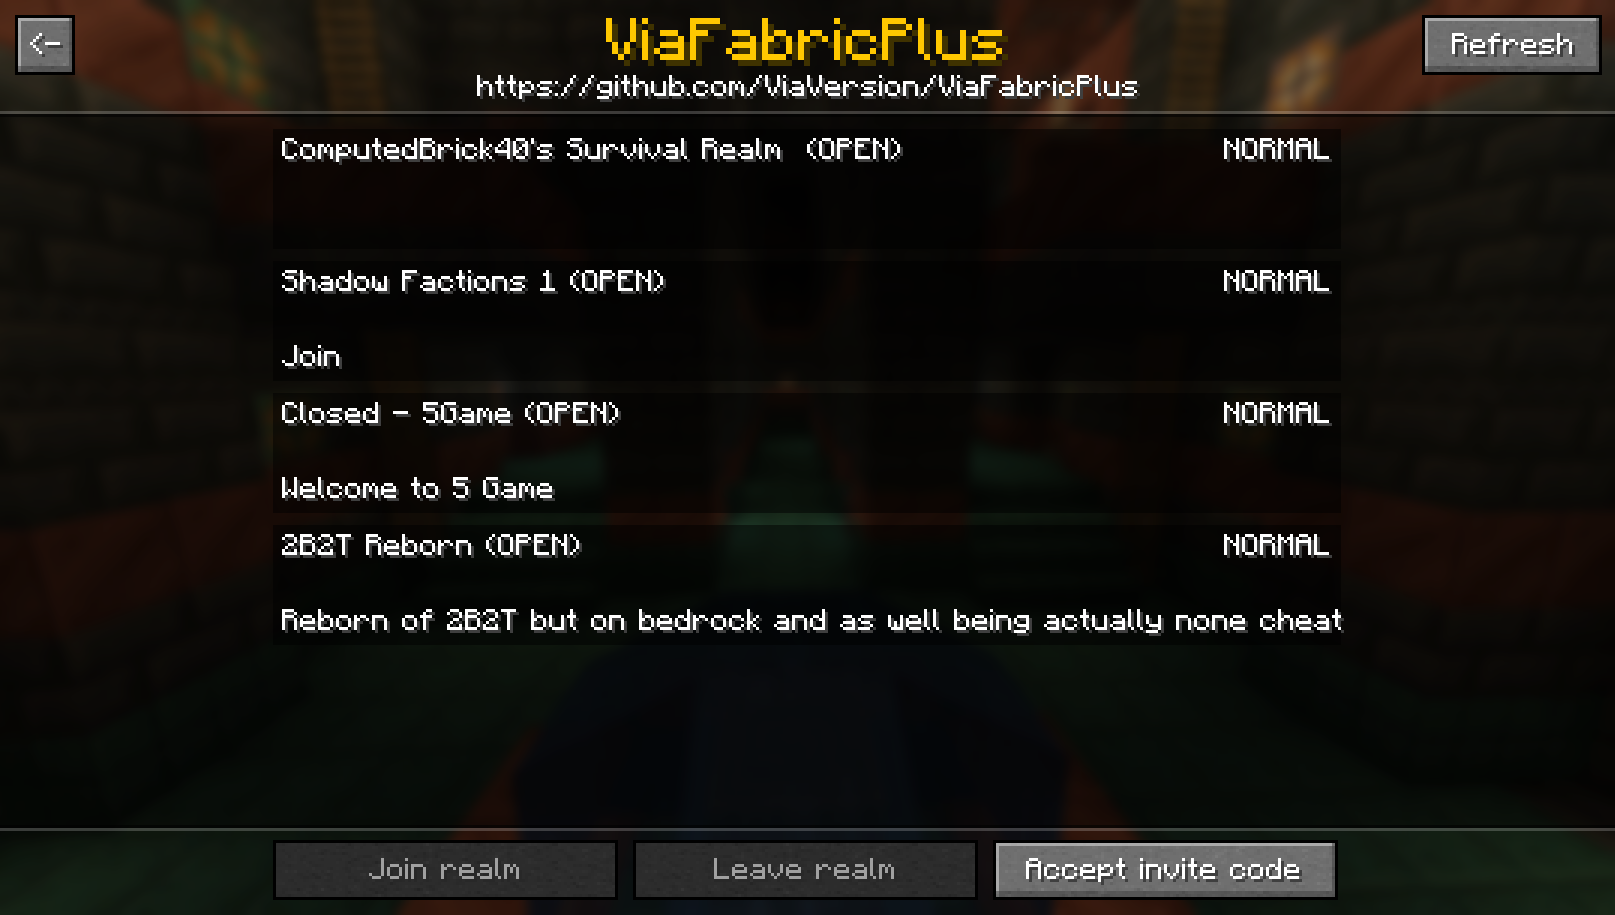 <-
ViaFabricPlus
https://github.com/ViaVersion/ViaFabricPlus
Refresh
ComputedBrick40's Survival Realm  (OPEN) NORMAL
Shadow Factions 1 (OPEN) NORMAL
Join
Closed - 5Game (OPEN) NORMAL
Welcome to 5 Game
2B2T Reborn (OPEN) NORMAL
Reborn of 2B2T but on bedrock and as well being actually none cheat
Join realm
Leave realm
Accept invite code